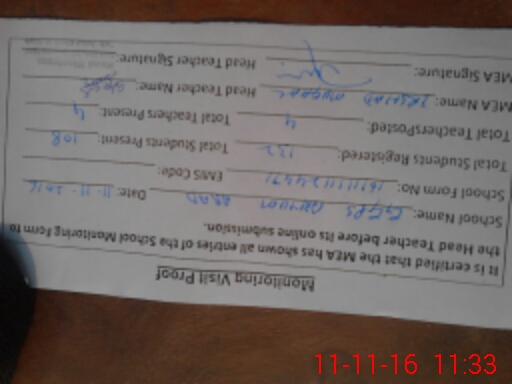 Monitoring Visit Proof
It is certified that the MEA has shown all entries of the School Monitoring Form to
the Head Teacher before its online submission.
School Name: GGPS ABAD Date: 11-11-2016
School Form No: EMIS Code:
Total Students Registered: 132 Total Students Present: 108
Total TeachersPosted: 4 Total Teachers Present: 4
MEA Name: Head Teacher Name:
MEA Signature: Head Teacher Signature
11-11-16 11:33